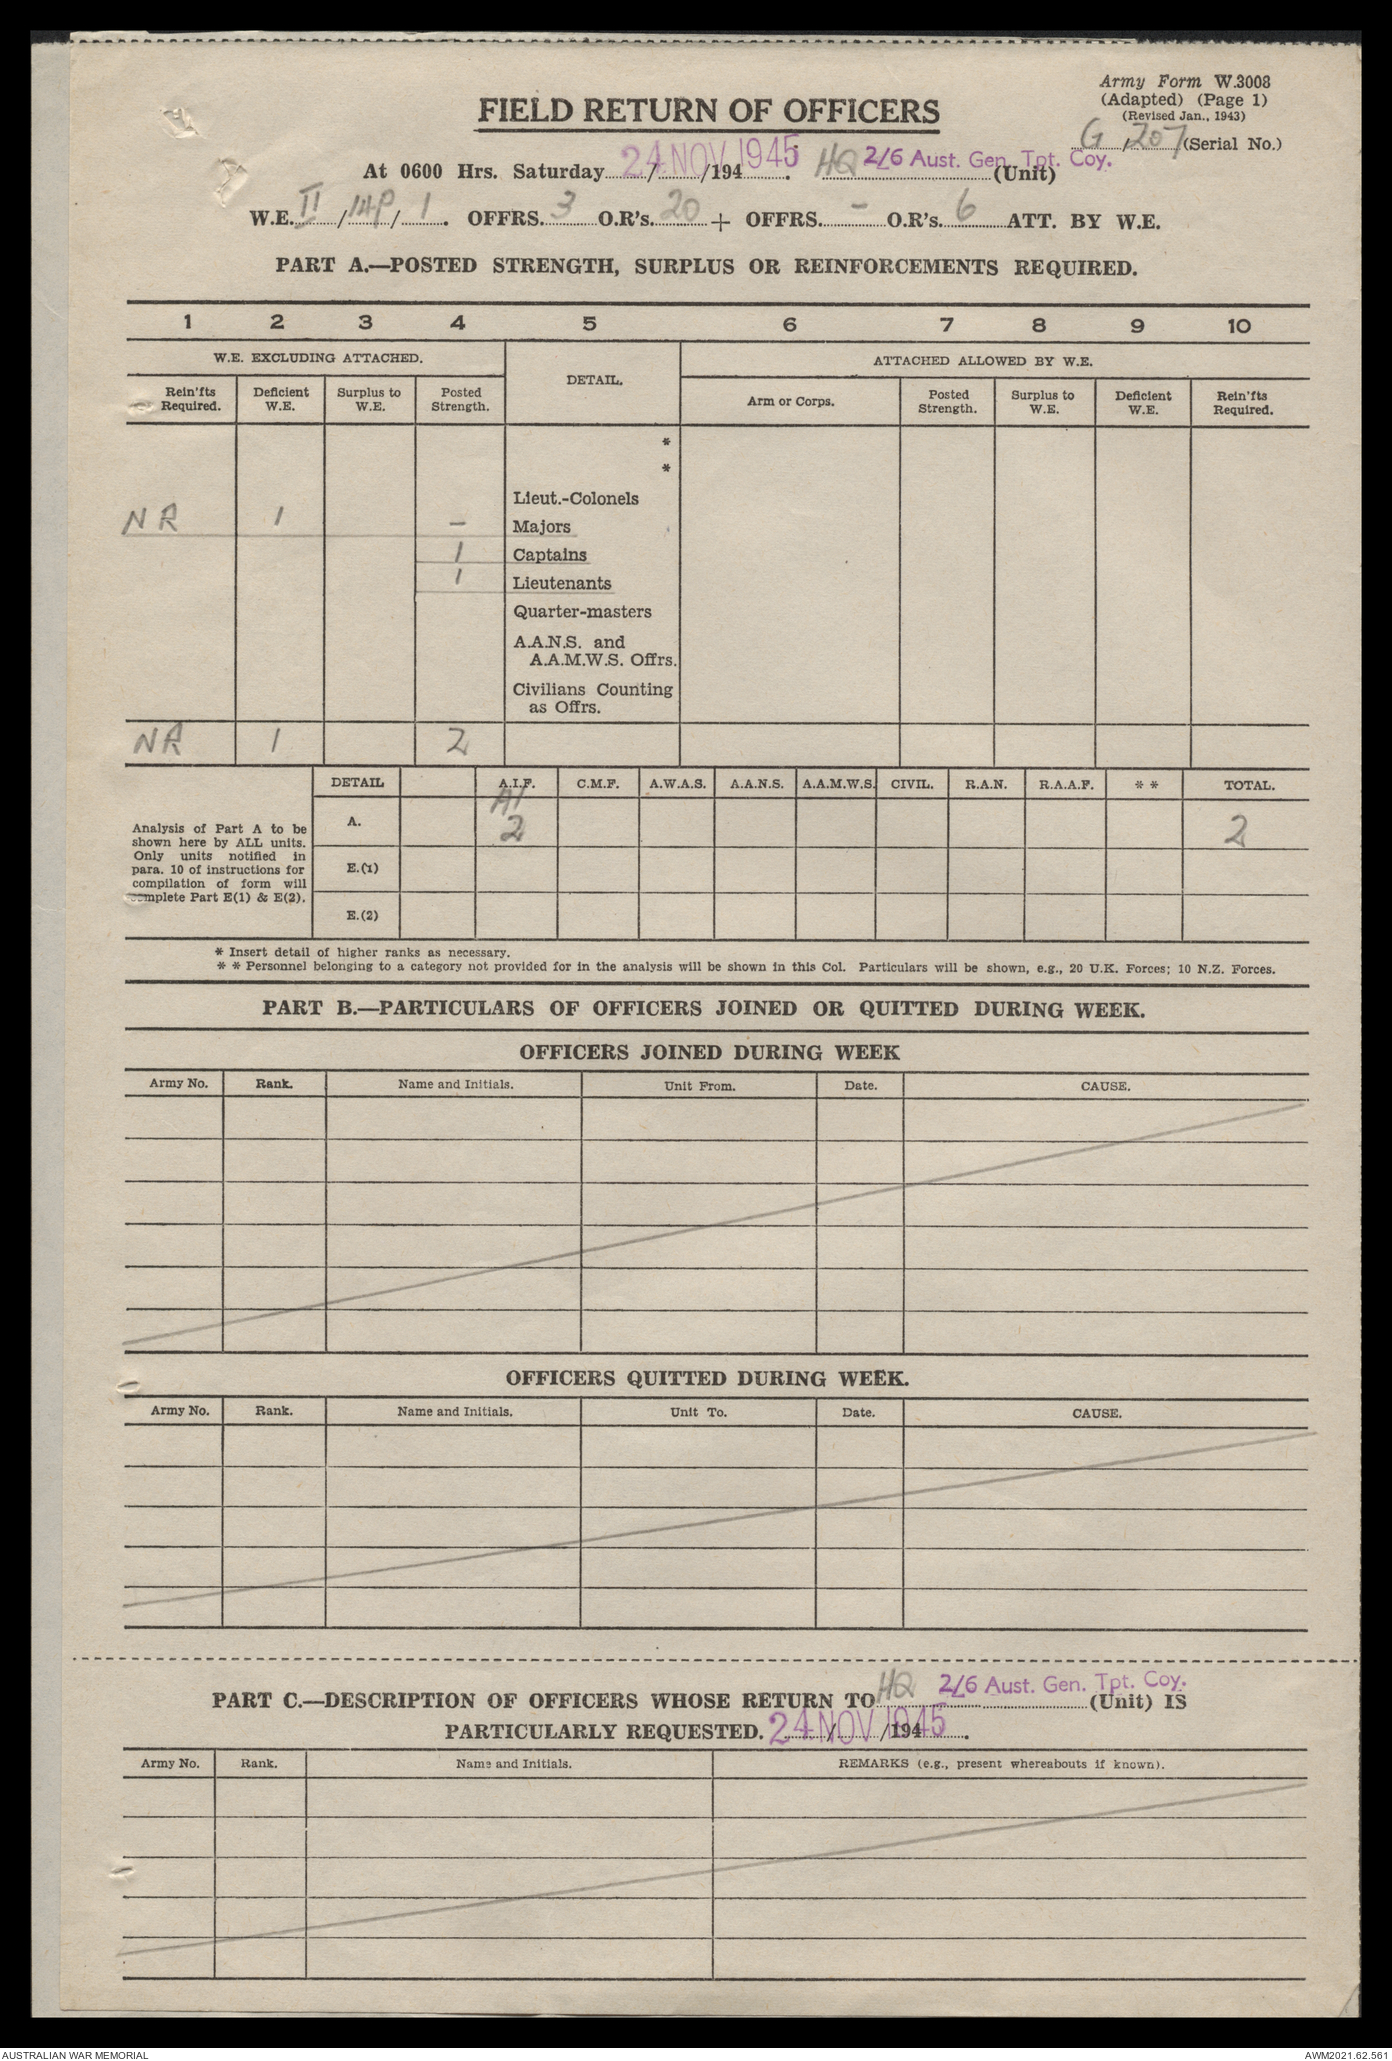 Army Form W.3008
(Adapted) (Page 1)
(Revised Jan., 1943)
FIELD RETURN OF OFFICERS
G / 207 (Serial No.)
At 0600 Hrs. Saturday 24 NOV 1945 / /194 . HQ 2/6 Aust. Gen. Tpt. Coy. (Unit)
W.E. II / 14P / 1 . OFFRS. 3 O.R's. 20 + OFFRS. – O.R's. 6 ATT. BY W.E.
PART A.—POSTED STRENGTH, SURPLUS OR REINFORCEMENTS REQUIRED.
1 2 3 4 5 6 7 8 9 10
W.E. EXCLUDING ATTACHED. DETAIL. ATTACHED ALLOWED BY W.E.
Rein'fts Required. Deficient W.E. Surplus to W.E. Posted Strength. Arm or Corps. Posted Strength. Surplus to W.E. Deficient W.E. Rein'fts Required.
*
*
Lieut.-Colonels
NR 1 – Majors
1 Captains
1 Lieutenants
Quarter-masters
A.A.N.S. and
A.A.M.W.S. Offrs.
Civilians Counting
as Offrs.
NR 1 2
DETAIL A.I.F. C.M.F. A.W.A.S. A.A.N.S. A.A.M.W.S. CIVIL. R.A.N. R.A.A.F. * * TOTAL.
Analysis of Part A to be
shown here by ALL units.
Only units notified in
para. 10 of instructions for
compilation of form will
complete Part E(1) & E(2).
A. A1 2 2
E.(1)
E.(2)
* Insert detail of higher ranks as necessary.
* * Personnel belonging to a category not provided for in the analysis will be shown in this Col. Particulars will be shown, e.g., 20 U.K. Forces; 10 N.Z. Forces.
PART B.—PARTICULARS OF OFFICERS JOINED OR QUITTED DURING WEEK.
OFFICERS JOINED DURING WEEK
Army No. Rank. Name and Initials. Unit From. Date. CAUSE.
OFFICERS QUITTED DURING WEEK.
Army No. Rank. Name and Initials. Unit To. Date. CAUSE.
PART C.—DESCRIPTION OF OFFICERS WHOSE RETURN TO HQ 2/6 Aust. Gen. Tpt. Coy. (Unit) IS
PARTICULARLY REQUESTED. 24 NOV 1945 / /194 .
Army No. Rank. Name and Initials. REMARKS (e.g., present whereabouts if known).
AUSTRALIAN WAR MEMORIAL AWM2021.62.561